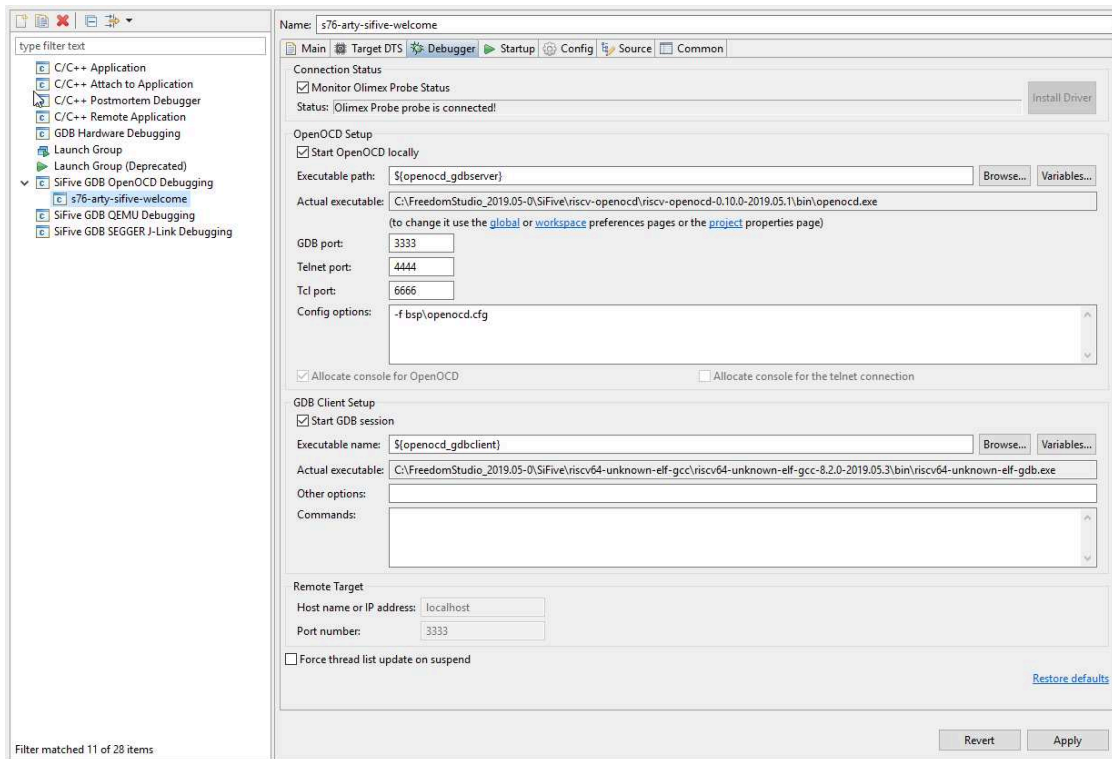 type filter text
C/C++ Application
C/C++ Attach to Application
C/C++ Postmortem Debugger
C/C++ Remote Application
GDB Hardware Debugging
Launch Group
Launch Group (Deprecated)
SiFive GDB OpenOCD Debugging
s76-arty-sifive-welcome
SiFive GDB QEMU Debugging
SiFive GDB SEGGER J-Link Debugging
Filter matched 11 of 28 items
Name: s76-arty-sifive-welcome
Main Target DTS Debugger Startup Config Source Common
Connection Status
Monitor Olimex Probe Status
Status: Olimex Probe probe is connected!
Install Driver
OpenOCD Setup
Start OpenOCD locally
Executable path: ${openocd_gdbserver} Browse... Variables...
Actual executable: C:\FreedomStudio_2019.05-0\SiFive\riscv-openocd\riscv-openocd-0.10.0-2019.05.1\bin\openocd.exe
(to change it use the global or workspace preferences pages or the project properties page)
GDB port: 3333
Telnet port: 4444
Tcl port: 6666
Config options: -f bsp\openocd.cfg
Allocate console for OpenOCD Allocate console for the telnet connection
GDB Client Setup
Start GDB session
Executable name: ${openocd_gdbclient} Browse... Variables...
Actual executable: C:\FreedomStudio_2019.05-0\SiFive\riscv64-unknown-elf-gcc\riscv64-unknown-elf-gcc-8.2.0-2019.05.3\bin\riscv64-unknown-elf-gdb.exe
Other options:
Commands:
Remote Target
Host name or IP address: localhost
Port number: 3333
Force thread list update on suspend
Restore defaults
Revert Apply